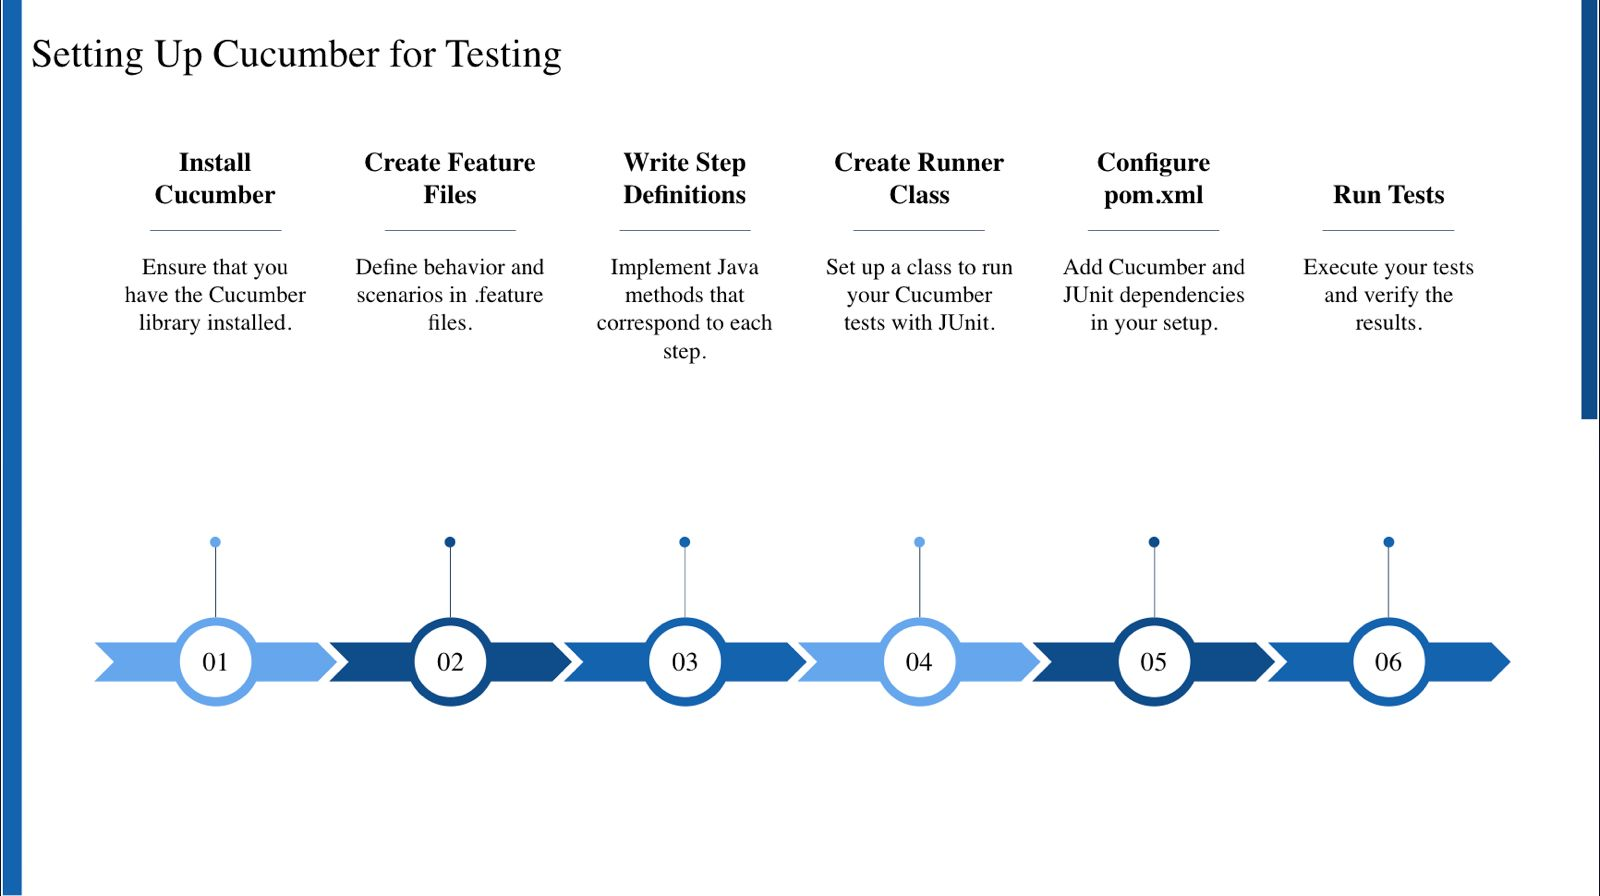 Setting Up Cucumber for Testing
Install
Cucumber
Ensure that you
have the Cucumber
library installed.
Create Feature
Files
Define behavior and
scenarios in .feature
files.
Write Step
Definitions
Implement Java
methods that
correspond to each
step.
Create Runner
Class
Set up a class to run
your Cucumber
tests with JUnit.
Configure
pom.xml
Add Cucumber and
JUnit dependencies
in your setup.
Run Tests
Execute your tests
and verify the
results.
01
02
03
04
05
06